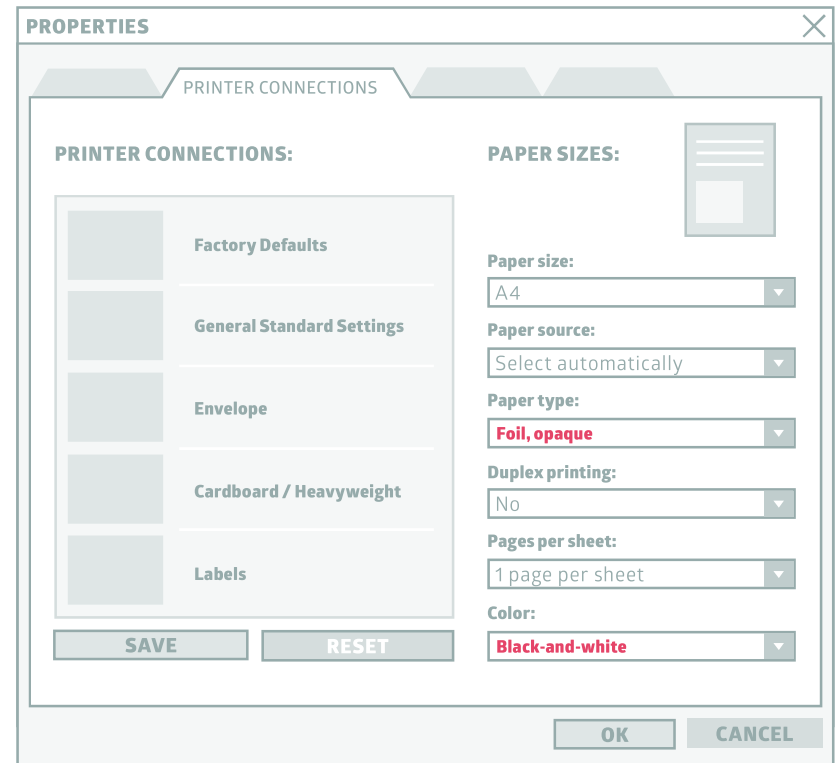 PROPERTIES
PRINTER CONNECTIONS
PRINTER CONNECTIONS:
Factory Defaults
General Standard Settings
Envelope
Cardboard / Heavyweight
Labels
SAVE
RESET
PAPER SIZES:
Paper size:
A4
Paper source:
Select automatically
Paper type:
Foil, opaque
Duplex printing:
No
Pages per sheet:
1 page per sheet
Color:
Black-and-white
OK
CANCEL